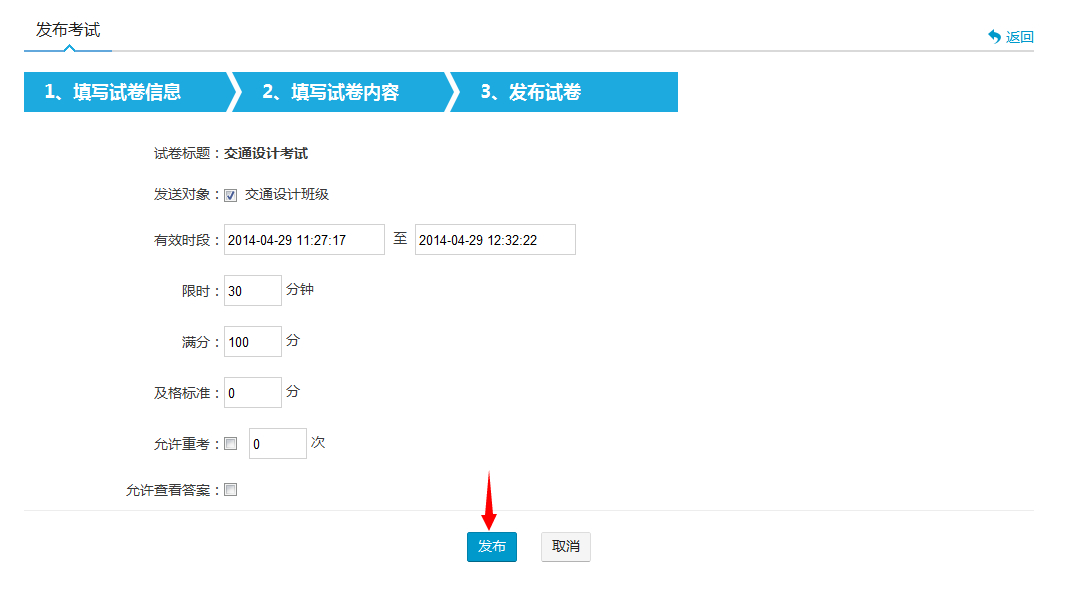 发布考试
返回
1、填写试卷信息 2、填写试卷内容 3、发布试卷
试卷标题：交通设计考试
发送对象： 交通设计班级
有效时段：2014-04-29 11:27:17 至 2014-04-29 12:32:22
限时：30 分钟
满分：100 分
及格标准：0 分
允许重考： 0 次
允许查看答案：
发布 取消